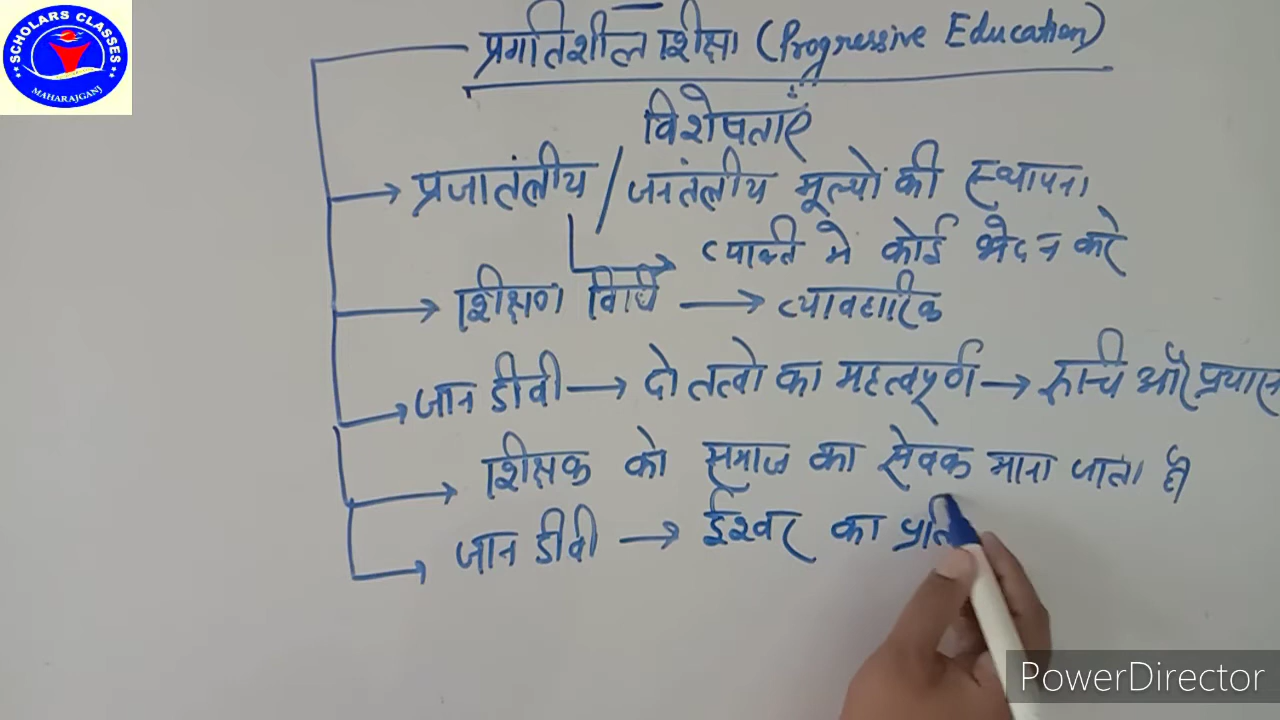 SCHOLARS CLASSES
MAHARAJGANJ
प्रगतिशील शिक्षा (Progressive Education)
विशेषताएँ
प्रजातंत्रीय / जनतंत्रीय मूल्यों की स्थापना
व्यक्ति मे कोई भेद न करे
शिक्षण विधि → व्यावहारिक
जान डीवी → दो तत्वो का महत्वपूर्ण → रूचि और प्रयास
शिक्षक को समाज का सेवक माना जाता है।
जान डीवी → ईश्वर का प्रति
PowerDirector